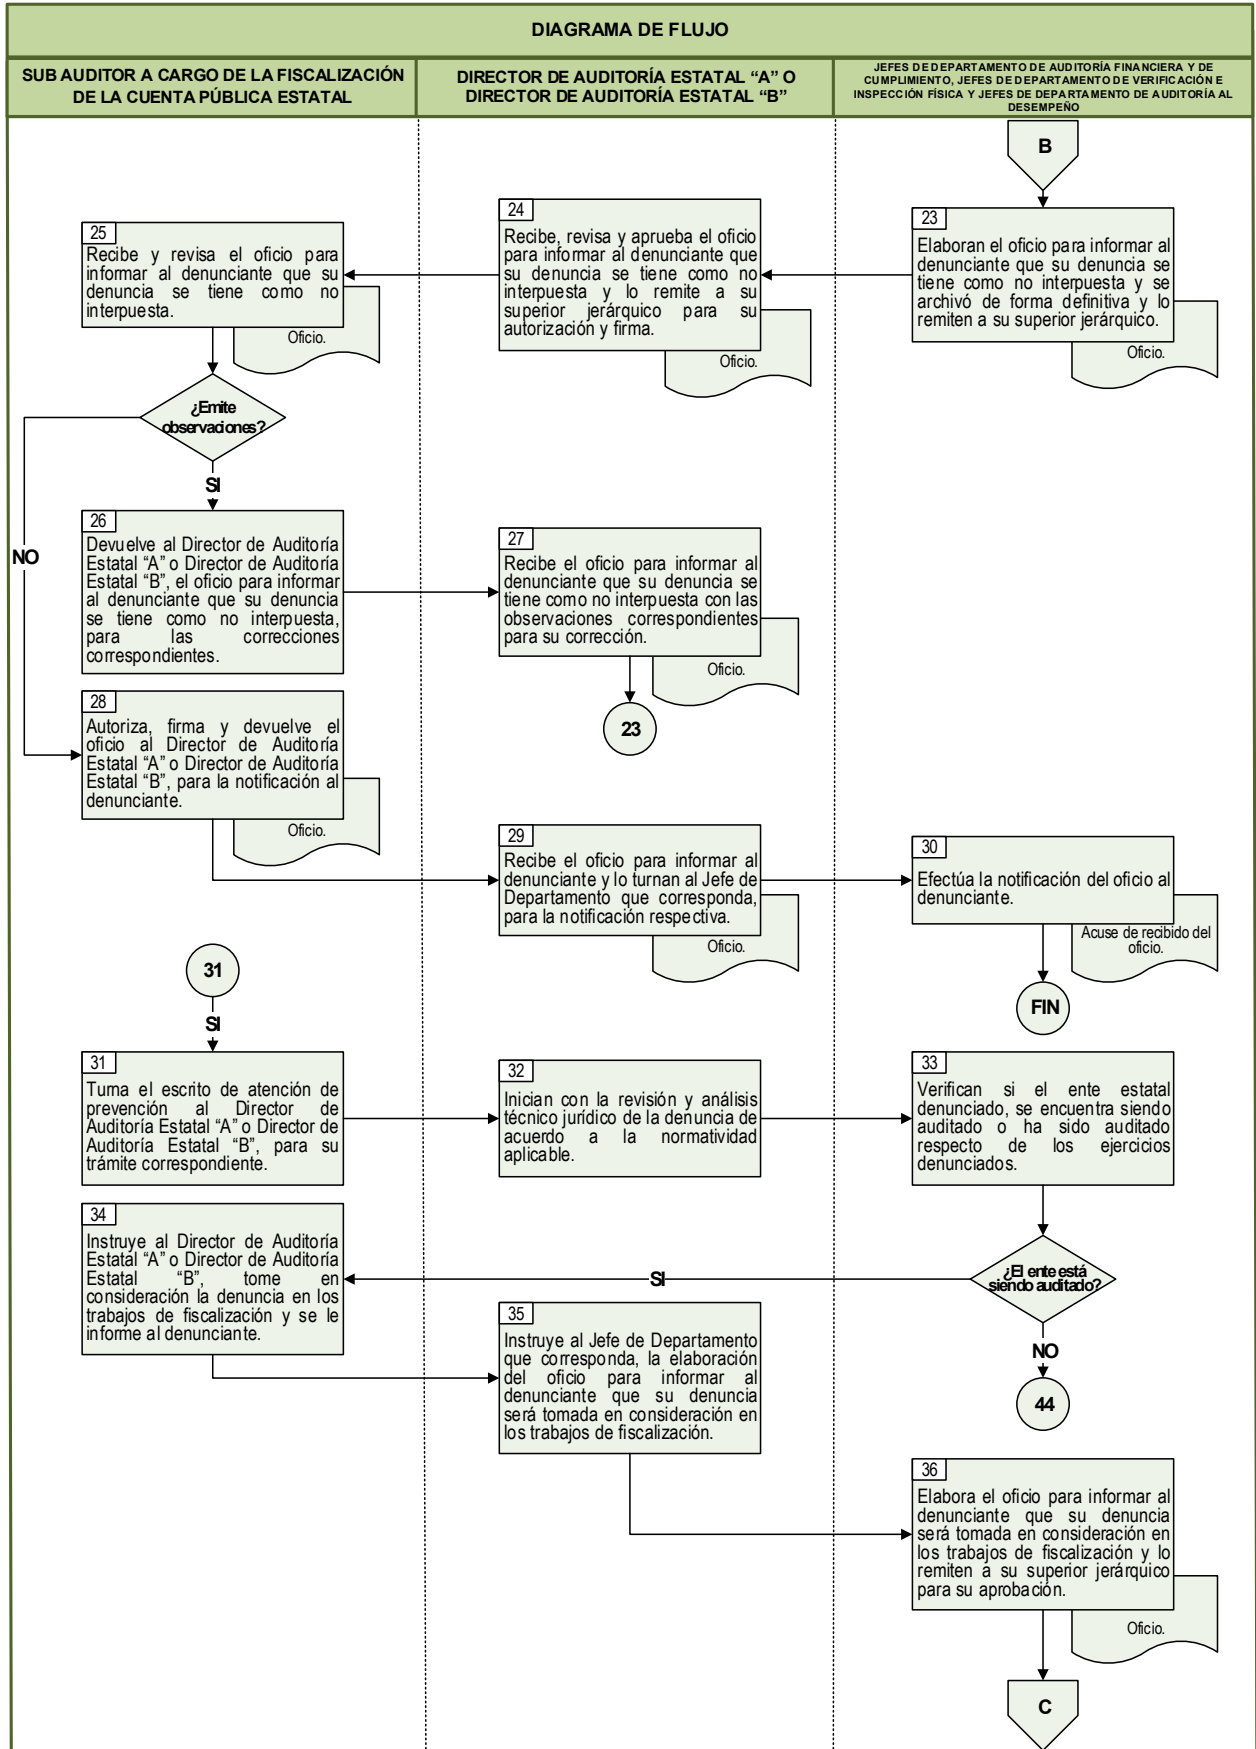 DIAGRAMA DE FLUJO
SUB AUDITOR A CARGO DE LA FISCALIZACIÓN
DE LA CUENTA PÚBLICA ESTATAL
DIRECTOR DE AUDITORÍA ESTATAL “A” O
DIRECTOR DE AUDITORÍA ESTATAL “B”
JEFES DE DEPARTAMENTO DE AUDITORÍA FINANCIERA Y DE
CUMPLIMIENTO, JEFES DE DEPARTAMENTO DE VERIFICACIÓN E
INSPECCIÓN FÍSICA Y JEFES DE DEPARTAMENTO DE AUDITORÍA AL
DESEMPEÑO
B
23
Elaboran el oficio para informar al
denunciante que su denuncia se
tiene como no interpuesta y se
archivó de forma definitiva y lo
remiten a su superior jerárquico.
Oficio.
24
Recibe, revisa y aprueba el oficio
para informar al denunciante que
su denuncia se tiene como no
interpuesta y lo remite a su
superior jerárquico para su
autorización y firma.
Oficio.
25
Recibe y revisa el oficio para
informar al denunciante que su
denuncia se tiene como no
interpuesta.
Oficio.
¿Emite
observaciones?
SI
NO
26
Devuelve al Director de Auditoría
Estatal “A” o Director de Auditoría
Estatal “B”, el oficio para informar
al denunciante que su denuncia
se tiene como no interpuesta,
para las correcciones
correspondientes.
27
Recibe el oficio para informar al
denunciante que su denuncia se
tiene como no interpuesta con las
observaciones correspondientes
para su corrección.
Oficio.
23
28
Autoriza, firma y devuelve el
oficio al Director de Auditoría
Estatal “A” o Director de Auditoría
Estatal “B”, para la notificación al
denunciante.
Oficio.
29
Recibe el oficio para informar al
denunciante y lo turnan al Jefe de
Departamento que corresponda,
para la notificación respectiva.
Oficio.
30
Efectúa la notificación del oficio al
denunciante.
Acuse de recibido del
oficio.
FIN
31
SI
31
Turna el escrito de atención de
prevención al Director de
Auditoría Estatal “A” o Director de
Auditoría Estatal “B”, para su
trámite correspondiente.
32
Inician con la revisión y análisis
técnico jurídico de la denuncia de
acuerdo a la normatividad
aplicable.
33
Verifican si el ente estatal
denunciado, se encuentra siendo
auditado o ha sido auditado
respecto de los ejercicios
denunciados.
¿El ente está
siendo auditado?
SI
NO
44
34
Instruye al Director de Auditoría
Estatal “A” o Director de Auditoría
Estatal “B”, tome en
consideración la denuncia en los
trabajos de fiscalización y se le
informe al denunciante.
35
Instruye al Jefe de Departamento
que corresponda, la elaboración
del oficio para informar al
denunciante que su denuncia
será tomada en consideración en
los trabajos de fiscalización.
36
Elabora el oficio para informar al
denunciante que su denuncia
será tomada en consideración en
los trabajos de fiscalización y lo
remiten a su superior jerárquico
para su aprobación.
Oficio.
C